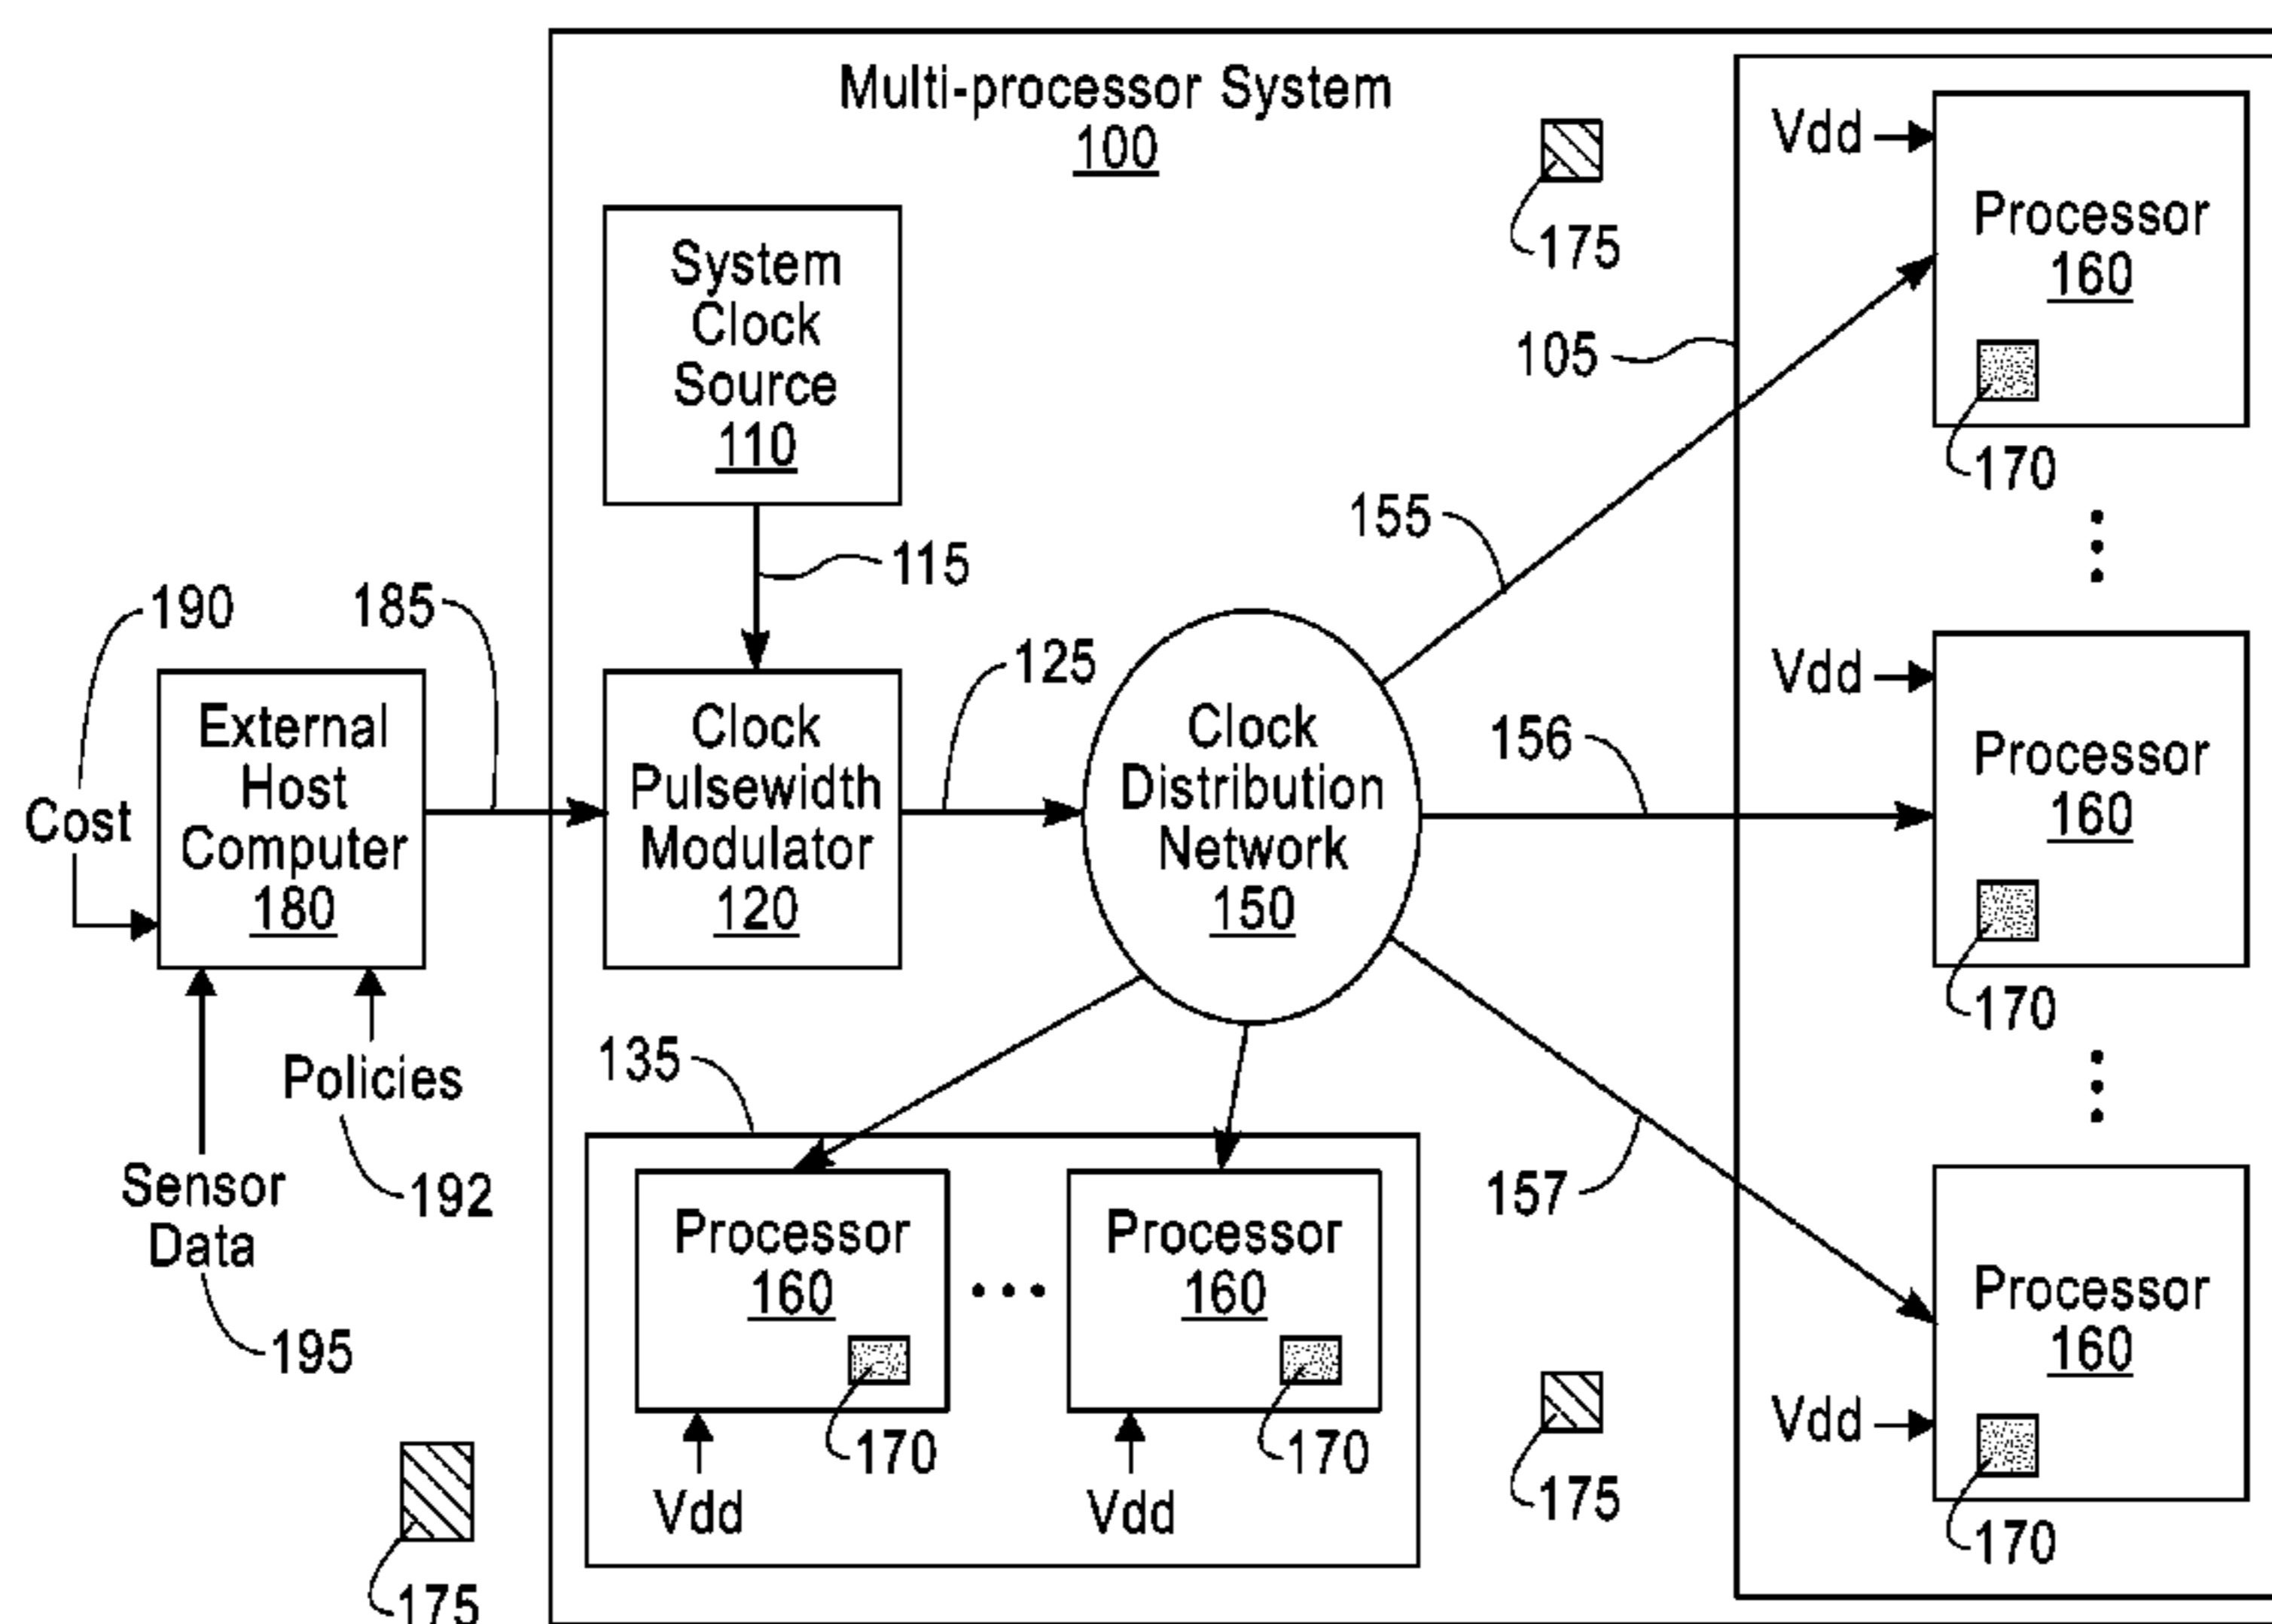 Multi-processor System
100
175
Vdd
Processor
160
170
System
Clock
Source
110
115
105
155
190
185
125
Cost
External
Host
Computer
180
Clock
Pulsewidth
Modulator
120
Clock
Distribution
Network
150
156
Vdd
Processor
160
170
Policies
192
Sensor
Data
195
135
157
Processor
160
170
Vdd
Processor
160
170
Vdd
175
175
Processor
160
Vdd
170